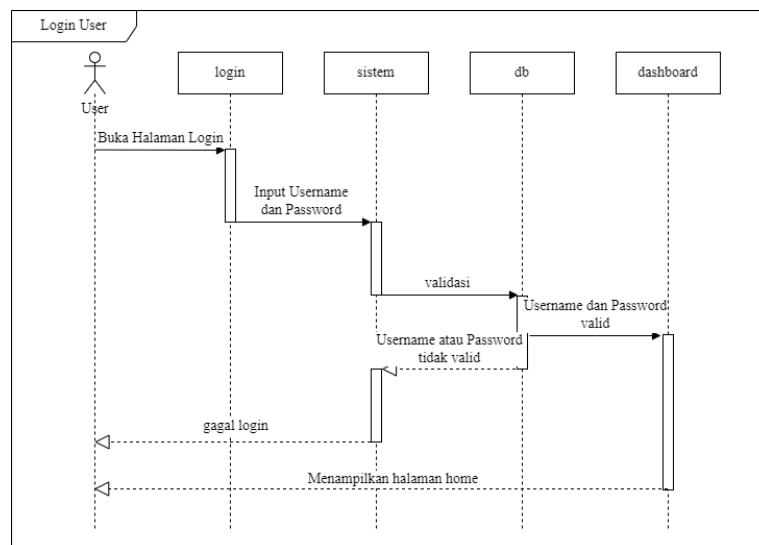 Login User
login
sistem
db
dashboard
User
Buka Halaman Login
Input Username
dan Password
validasi
Username dan Password
valid
Username atau Password
tidak valid
gagal login
Menampilkan halaman home